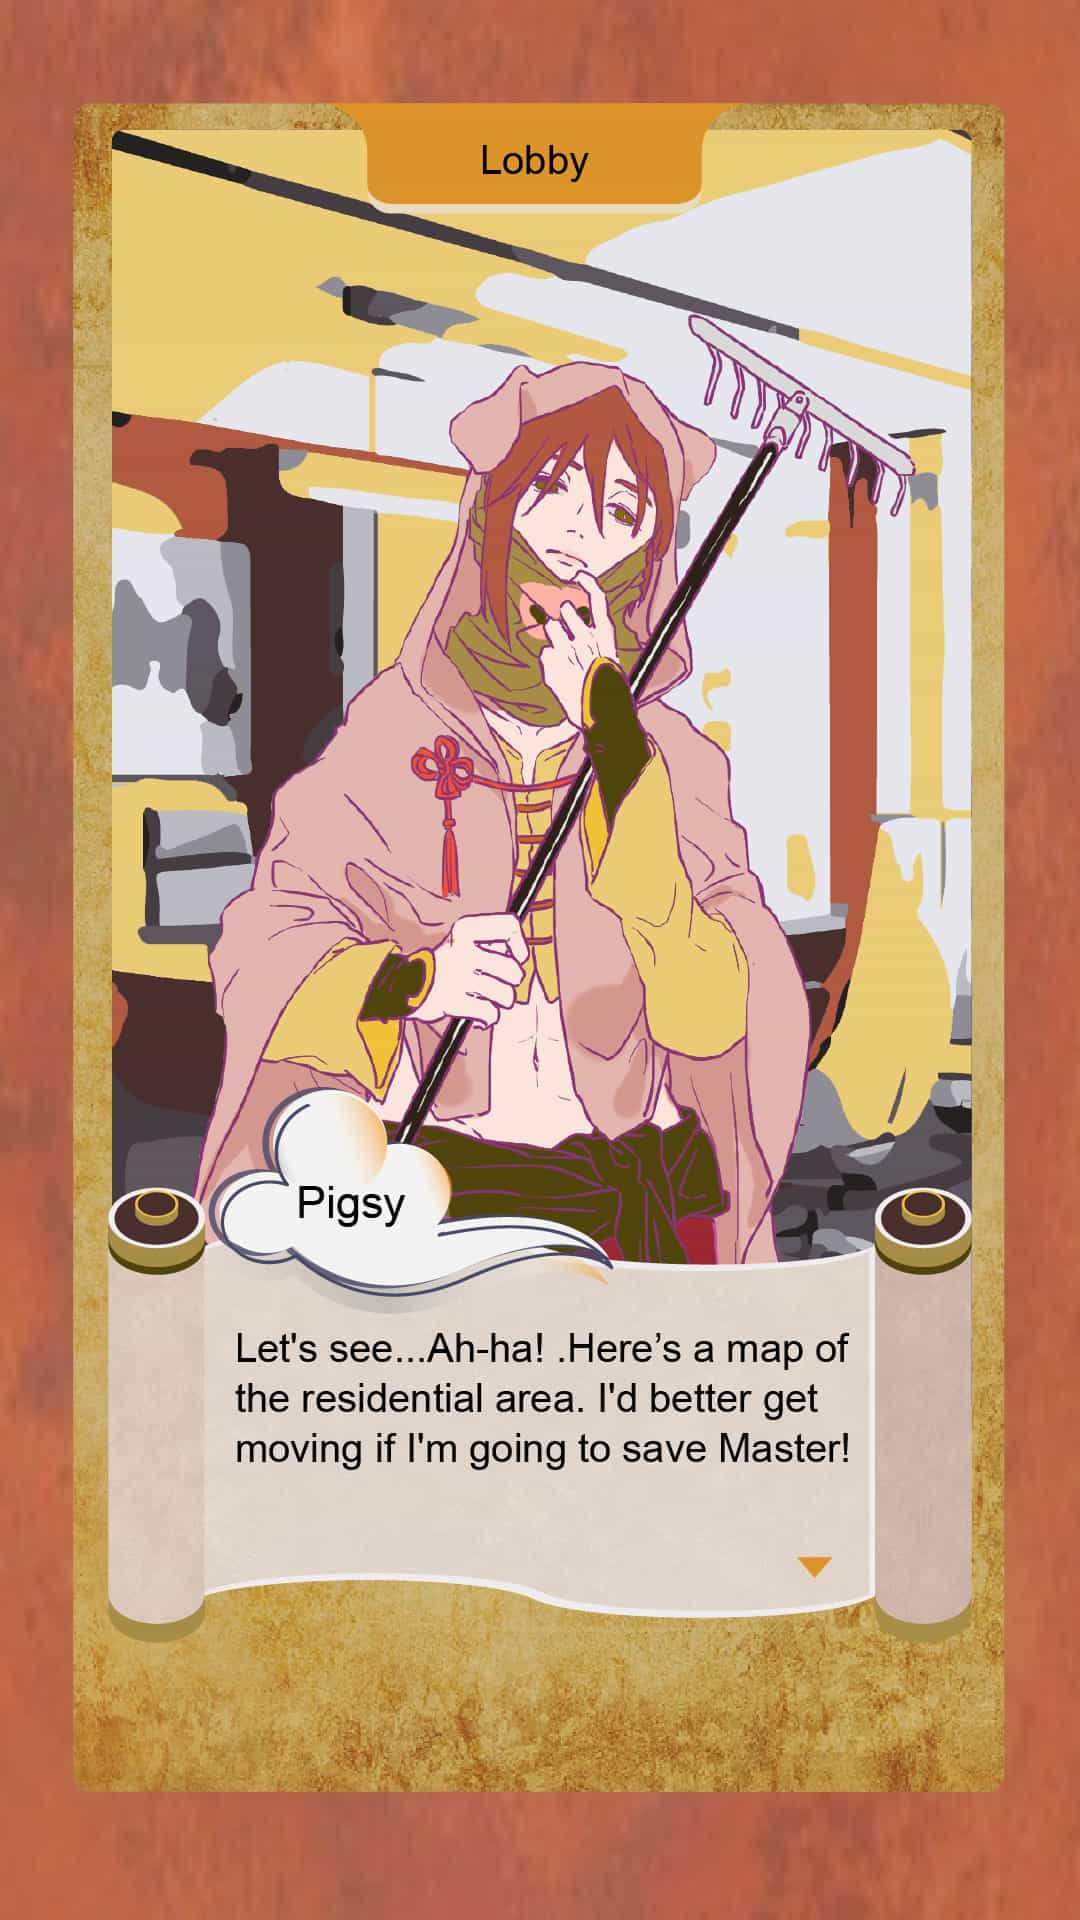 Lobby
Pigsy
Let's see...Ah-ha! .Here’s a map of
the residential area. I'd better get
moving if I'm going to save Master!